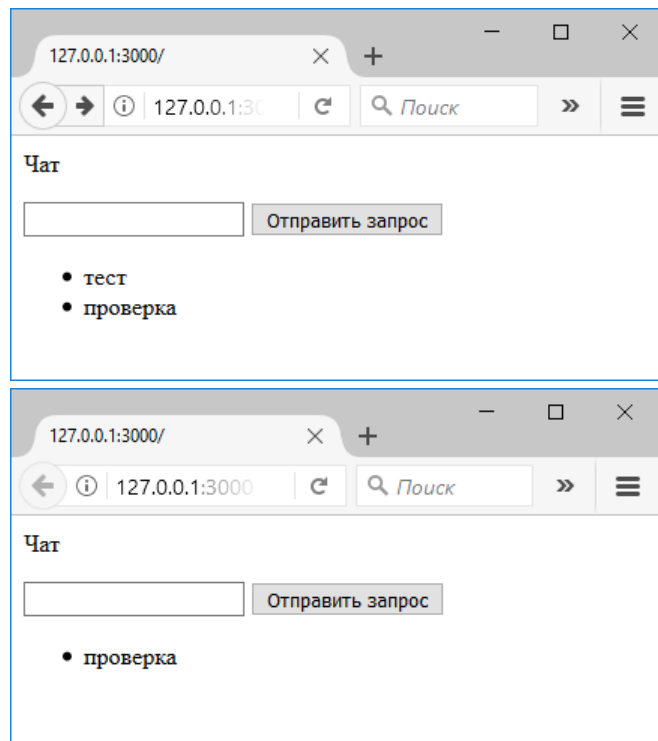 127.0.0.1:3000/
127.0.0.1:30
Поиск
Чат
Отправить запрос
• тест
• проверка
127.0.0.1:3000/
127.0.0.1:3000
Поиск
Чат
Отправить запрос
• проверка